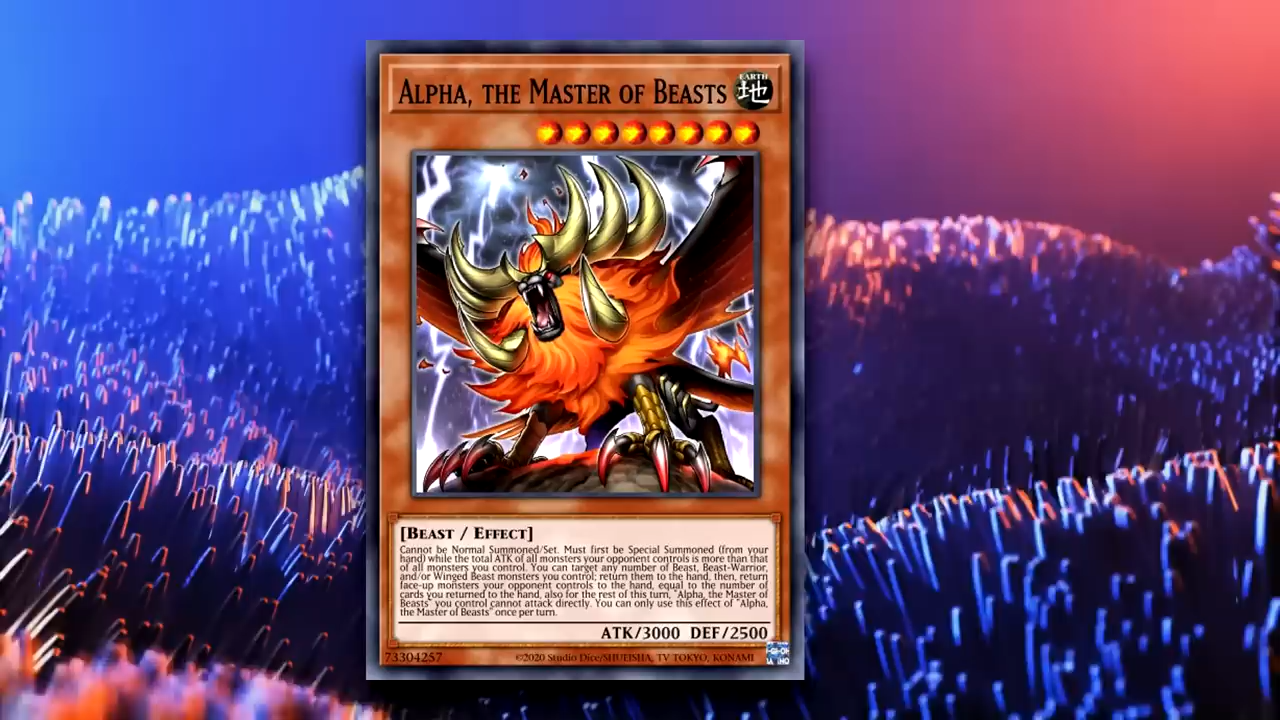 ALPHA, THE MASTER OF BEASTS
EARTH
地
[BEAST / EFFECT]
Cannot be Normal Summoned/Set. Must first be Special Summoned (from your
hand) while the total ATK of all monsters your opponent controls is more than that
of all monsters you control. You can target any number of Beast, Beast-Warrior,
and/or Winged Beast monsters you control; return them to the hand, then, return
face-up monsters your opponent controls to the hand, equal to the number of
cards you returned to the hand, also for the rest of this turn, "Alpha, the Master of
Beasts" you control cannot attack directly. You can only use this effect of "Alpha,
the Master of Beasts" once per turn.
ATK/3000 DEF/2500
73304257
©2020 Studio Dice/SHUEISHA, TV TOKYO, KONAMI